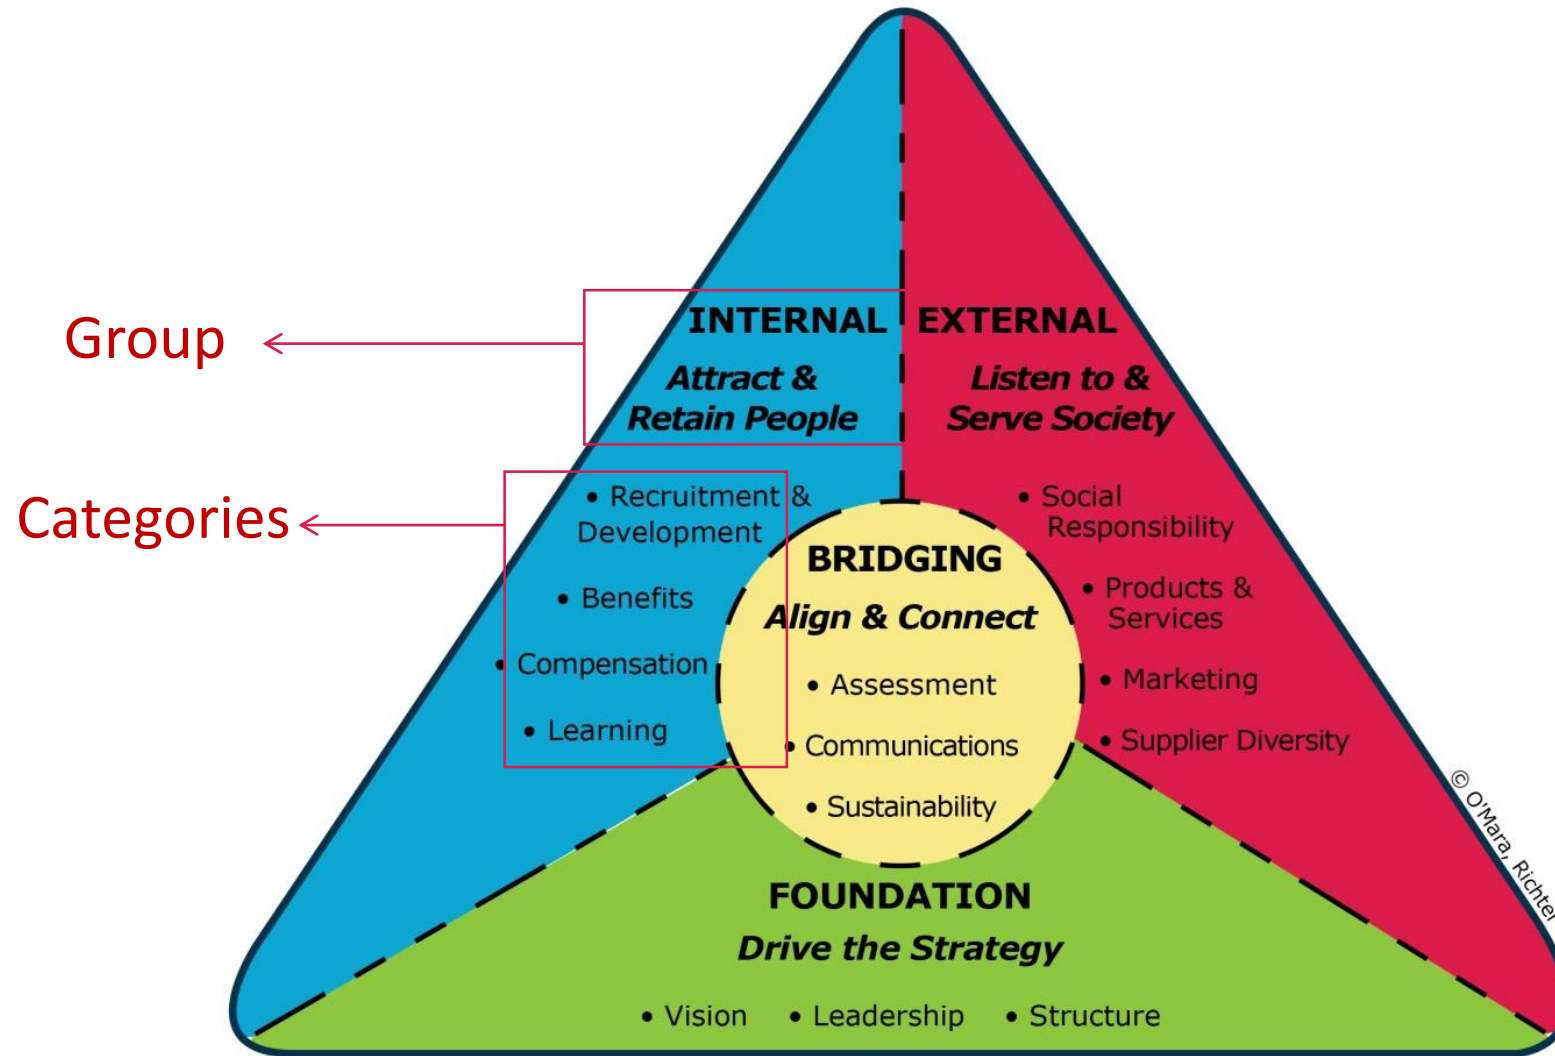 Group
Categories
INTERNAL
Attract &
Retain People
• Recruitment &
Development
• Benefits
• Compensation
• Learning
EXTERNAL
Listen to &
Serve Society
• Social
Responsibility
• Products &
Services
• Marketing
• Supplier Diversity
BRIDGING
Align & Connect
• Assessment
• Communications
• Sustainability
FOUNDATION
Drive the Strategy
• Vision • Leadership • Structure
© O'Mara, Richter